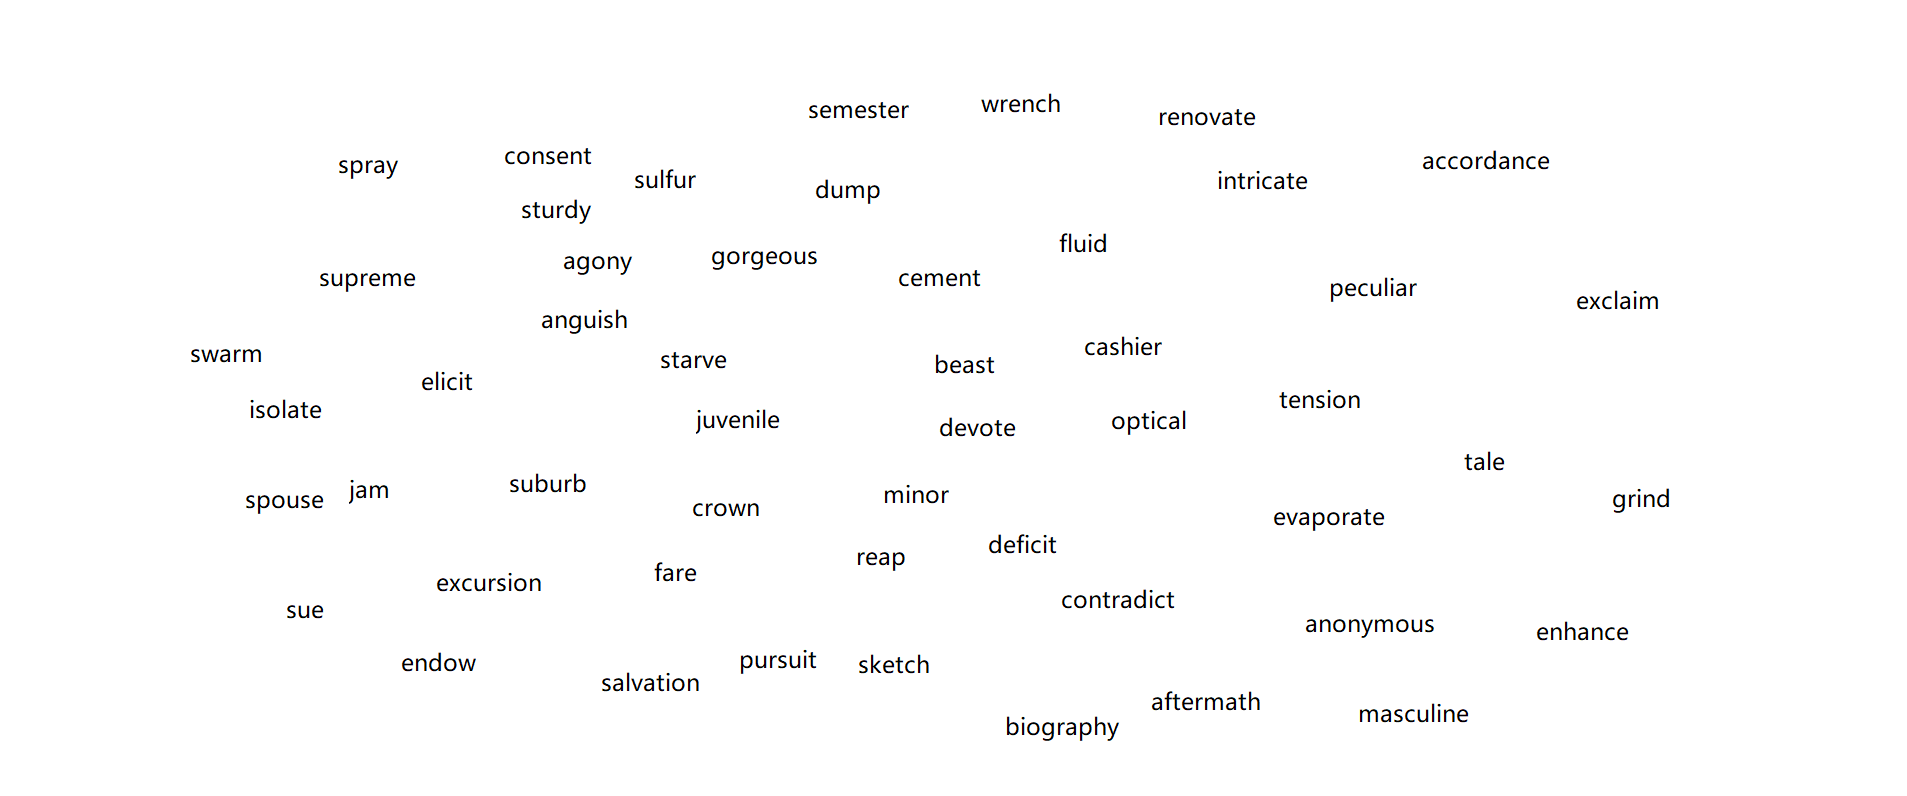 semester
wrench
renovate
spray
consent
sulfur
dump
intricate
accordance
sturdy
supreme
agony
gorgeous
cement
fluid
peculiar
exclaim
anguish
swarm
starve
beast
cashier
elicit
isolate
juvenile
devote
optical
tension
spouse
jam
suburb
crown
minor
tale
grind
evaporate
reap
deficit
excursion
fare
sue
contradict
anonymous
enhance
endow
salvation
pursuit
sketch
aftermath
biography
masculine